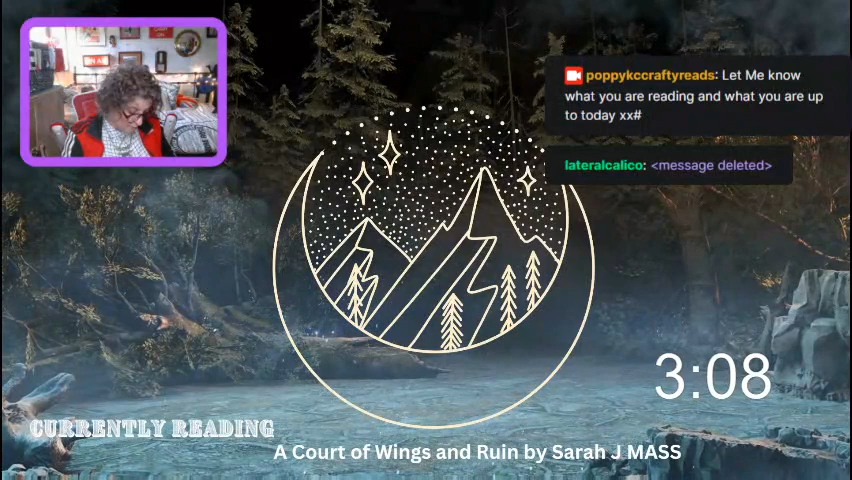 poppykccraftyreads: Let Me know
what you are reading and what you are up
to today xx#
lateralcalico: <message deleted>
3:08
CURRENTLY READING
A Court of Wings and Ruin by Sarah J MASS